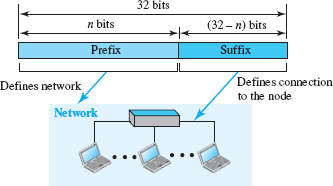 32 bits
n bits
(32 – n) bits
Prefix
Suffix
Defines network
Defines connection
to the node
Network